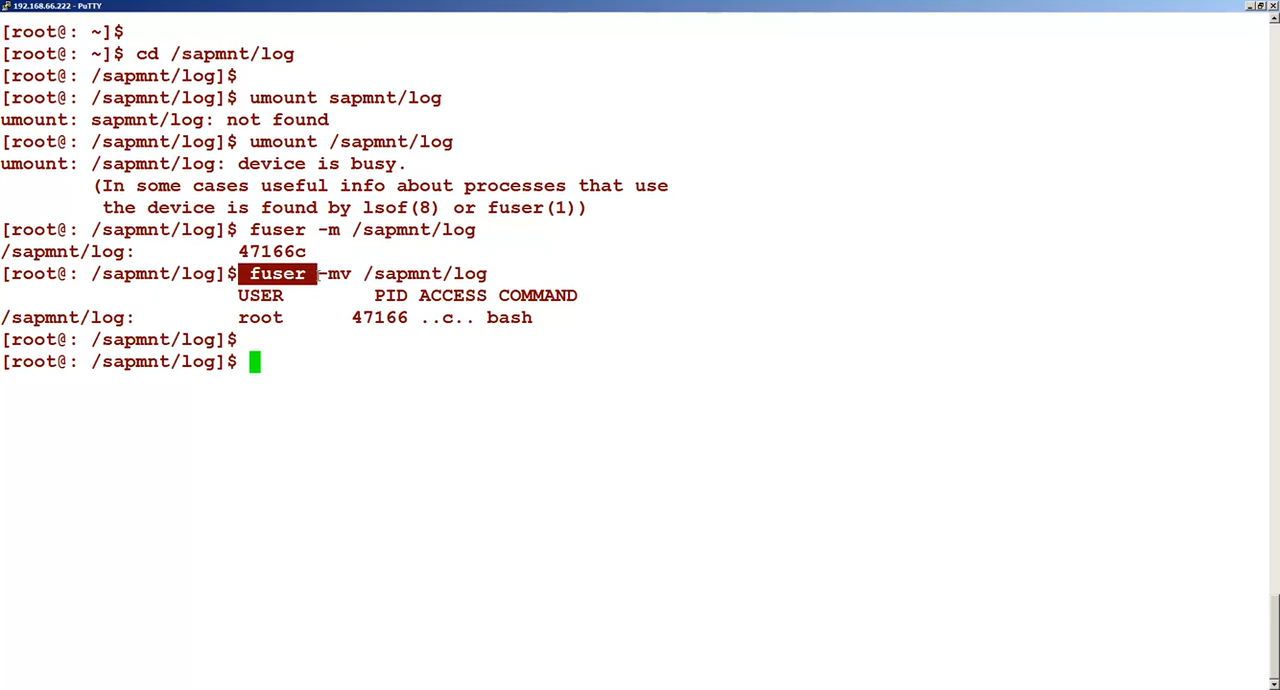 192.168.66.222 - PuTTY
[root@: ~]$
[root@: ~]$ cd /sapmnt/log
[root@: /sapmnt/log]$
[root@: /sapmnt/log]$ umount sapmnt/log
umount: sapmnt/log: not found
[root@: /sapmnt/log]$ umount /sapmnt/log
umount: /sapmnt/log: device is busy.
        (In some cases useful info about processes that use
         the device is found by lsof(8) or fuser(1))
[root@: /sapmnt/log]$ fuser -m /sapmnt/log
/sapmnt/log:         47166c
[root@: /sapmnt/log]$ fuser -mv /sapmnt/log
                     USER        PID ACCESS COMMAND
/sapmnt/log:         root      47166 ..c.. bash
[root@: /sapmnt/log]$
[root@: /sapmnt/log]$